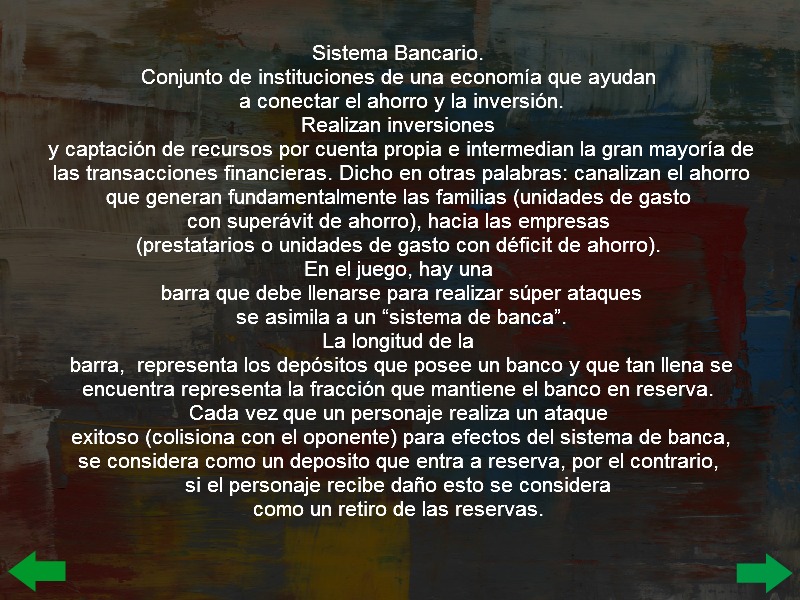 Sistema Bancario.
Conjunto de instituciones de una economía que ayudan
a conectar el ahorro y la inversión.
Realizan inversiones
y captación de recursos por cuenta propia e intermedian la gran mayoría de
las transacciones financieras. Dicho en otras palabras: canalizan el ahorro
que generan fundamentalmente las familias (unidades de gasto
con superávit de ahorro), hacia las empresas
(prestatarios o unidades de gasto con déficit de ahorro).
En el juego, hay una
barra que debe llenarse para realizar súper ataques
se asimila a un “sistema de banca”.
La longitud de la
barra,  representa los depósitos que posee un banco y que tan llena se
encuentra representa la fracción que mantiene el banco en reserva.
Cada vez que un personaje realiza un ataque
exitoso (colisiona con el oponente) para efectos del sistema de banca,
se considera como un deposito que entra a reserva, por el contrario,
si el personaje recibe daño esto se considera
como un retiro de las reservas.